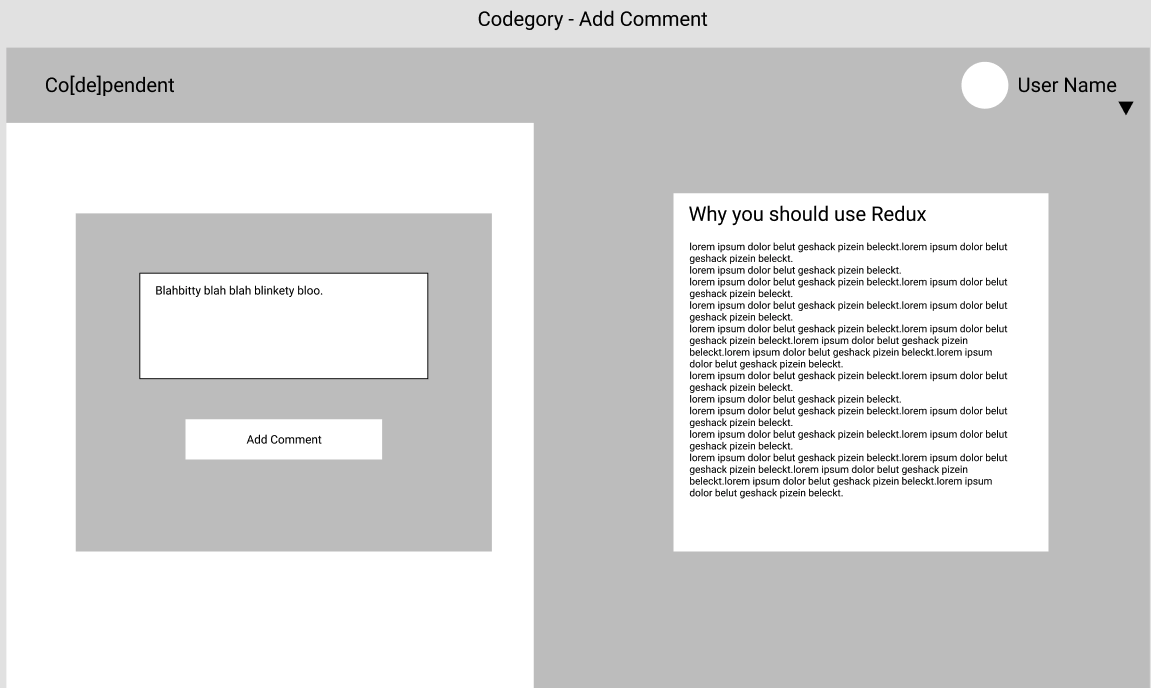 Codegory - Add Comment
Co[de]pendent
User Name
Blahbitty blah blah blinkety bloo.
Add Comment
Why you should use Redux
lorem ipsum dolor belut geshack pizein beleckt.lorem ipsum dolor belut
geshack pizein beleckt.
lorem ipsum dolor belut geshack pizein beleckt.
lorem ipsum dolor belut geshack pizein beleckt.lorem ipsum dolor belut
geshack pizein beleckt.
lorem ipsum dolor belut geshack pizein beleckt.lorem ipsum dolor belut
geshack pizein beleckt.
lorem ipsum dolor belut geshack pizein beleckt.lorem ipsum dolor belut
geshack pizein beleckt.lorem ipsum dolor belut geshack pizein
beleckt.lorem ipsum dolor belut geshack pizein beleckt.lorem ipsum
dolor belut geshack pizein beleckt.
lorem ipsum dolor belut geshack pizein beleckt.lorem ipsum dolor belut
geshack pizein beleckt.
lorem ipsum dolor belut geshack pizein beleckt.
lorem ipsum dolor belut geshack pizein beleckt.lorem ipsum dolor belut
geshack pizein beleckt.
lorem ipsum dolor belut geshack pizein beleckt.lorem ipsum dolor belut
geshack pizein beleckt.
lorem ipsum dolor belut geshack pizein beleckt.lorem ipsum dolor belut
geshack pizein beleckt.lorem ipsum dolor belut geshack pizein
beleckt.lorem ipsum dolor belut geshack pizein beleckt.lorem ipsum
dolor belut geshack pizein beleckt.